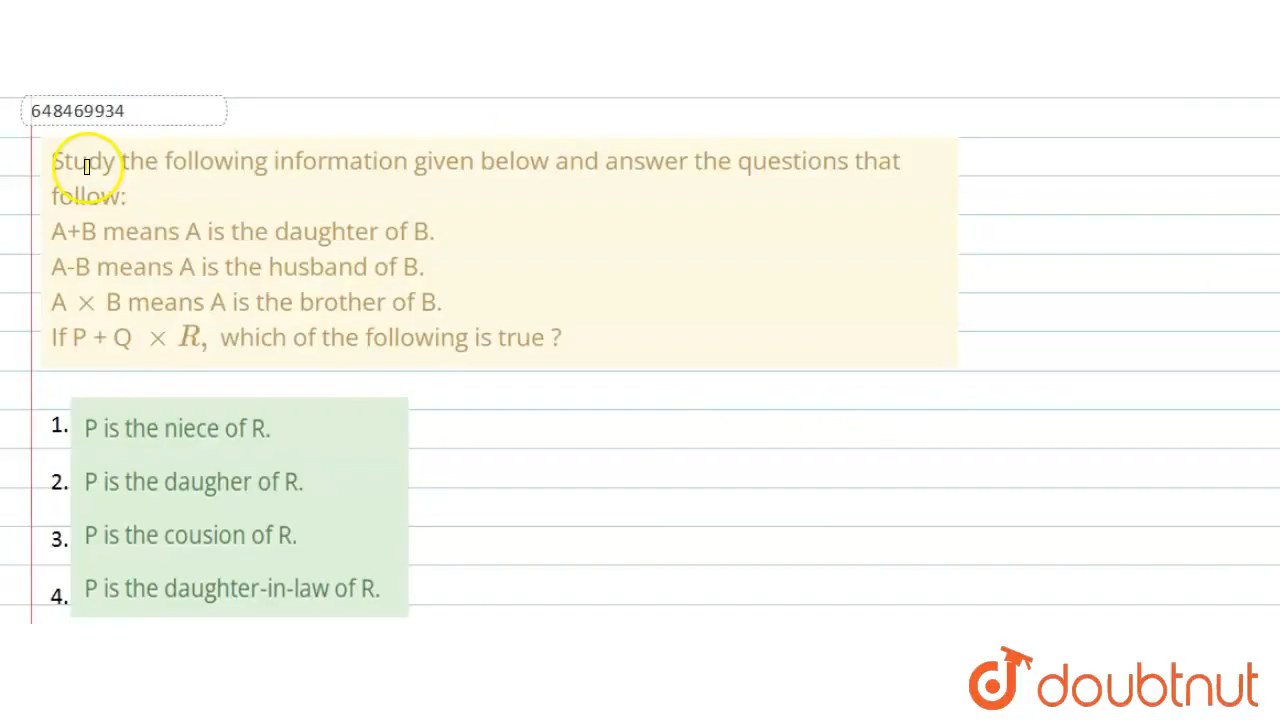 648469934
Study the following information given below and answer the questions that
follow:
A+B means A is the daughter of B.
A-B means A is the husband of B.
A × B means A is the brother of B.
If P + Q × R, which of the following is true ?
1. P is the niece of R.
2. P is the daugher of R.
3. P is the cousion of R.
4. P is the daughter-in-law of R.
doubtnut